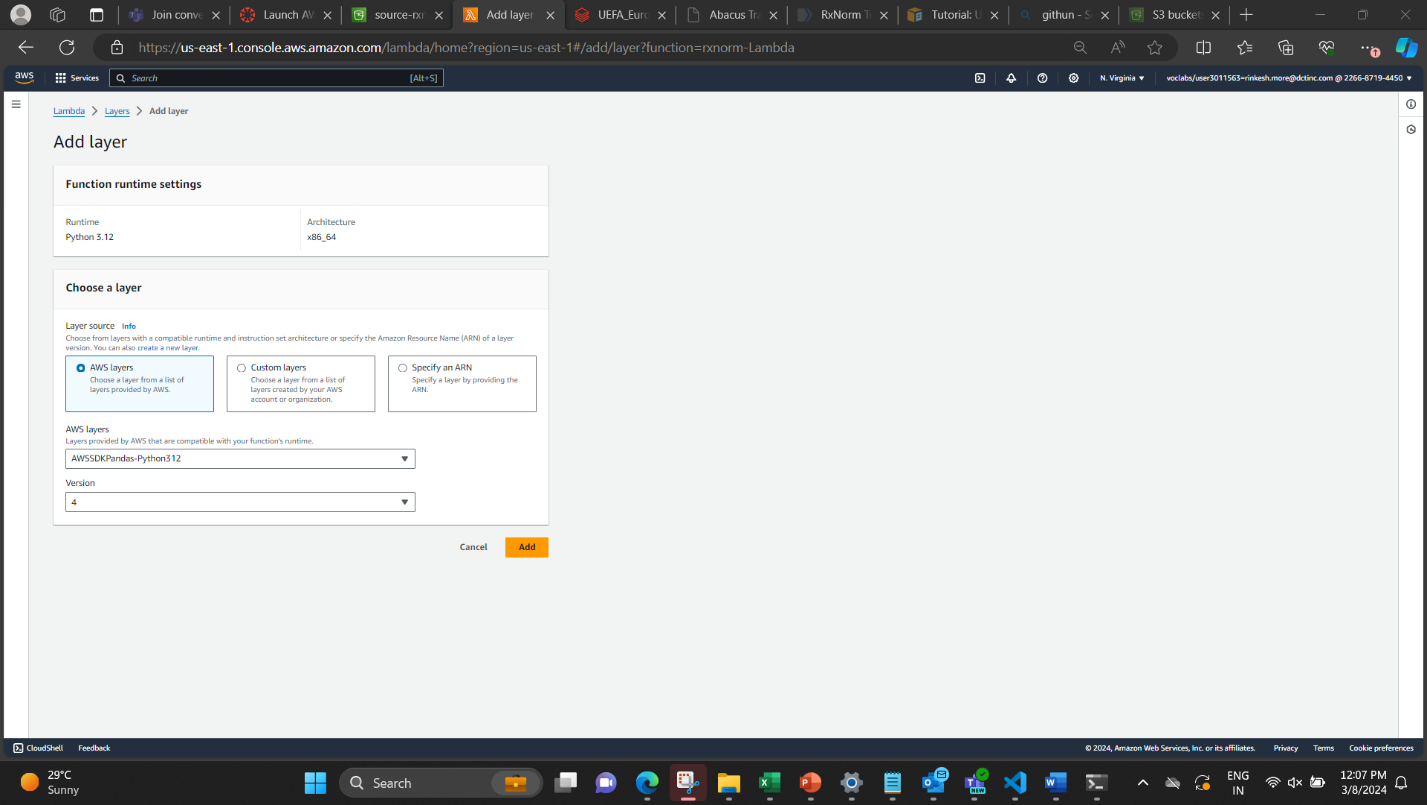 Join conve
Launch AW
source-rxn
Add layer
UEFA_Euro
Abacus Tra
RxNorm Te
Tutorial: U
githun - Se
S3 bucket
https://us-east-1.console.aws.amazon.com/lambda/home?region=us-east-1#/add/layer?function=rxnorm-Lambda
1
aws
Services
Search
[Alt+S]
N. Virginia
voclabs/user3011563=rinkesh.more@dctinc.com @ 2266-8719-4450
Lambda
Layers
Add layer
Add layer
Function runtime settings
Runtime
Architecture
Python 3.12
x86_64
Choose a layer
Layer source Info
Choose from layers with a compatible runtime and instruction set architecture or specify the Amazon Resource Name (ARN) of a layer
version. You can also create a new layer.
AWS layers
Choose a layer from a list of
layers provided by AWS.
Custom layers
Choose a layer from a list of
layers created by your AWS
account or organization.
Specify an ARN
Specify a layer by providing the
ARN.
AWS layers
Layers provided by AWS that are compatible with your function's runtime.
AWSSDKPandas-Python312
Version
4
Cancel
Add
CloudShell
Feedback
© 2024, Amazon Web Services, Inc. or its affiliates.
Privacy
Terms
Cookie preferences
29°C
Sunny
Search
NEW
ENG
IN
12:07 PM
3/8/2024